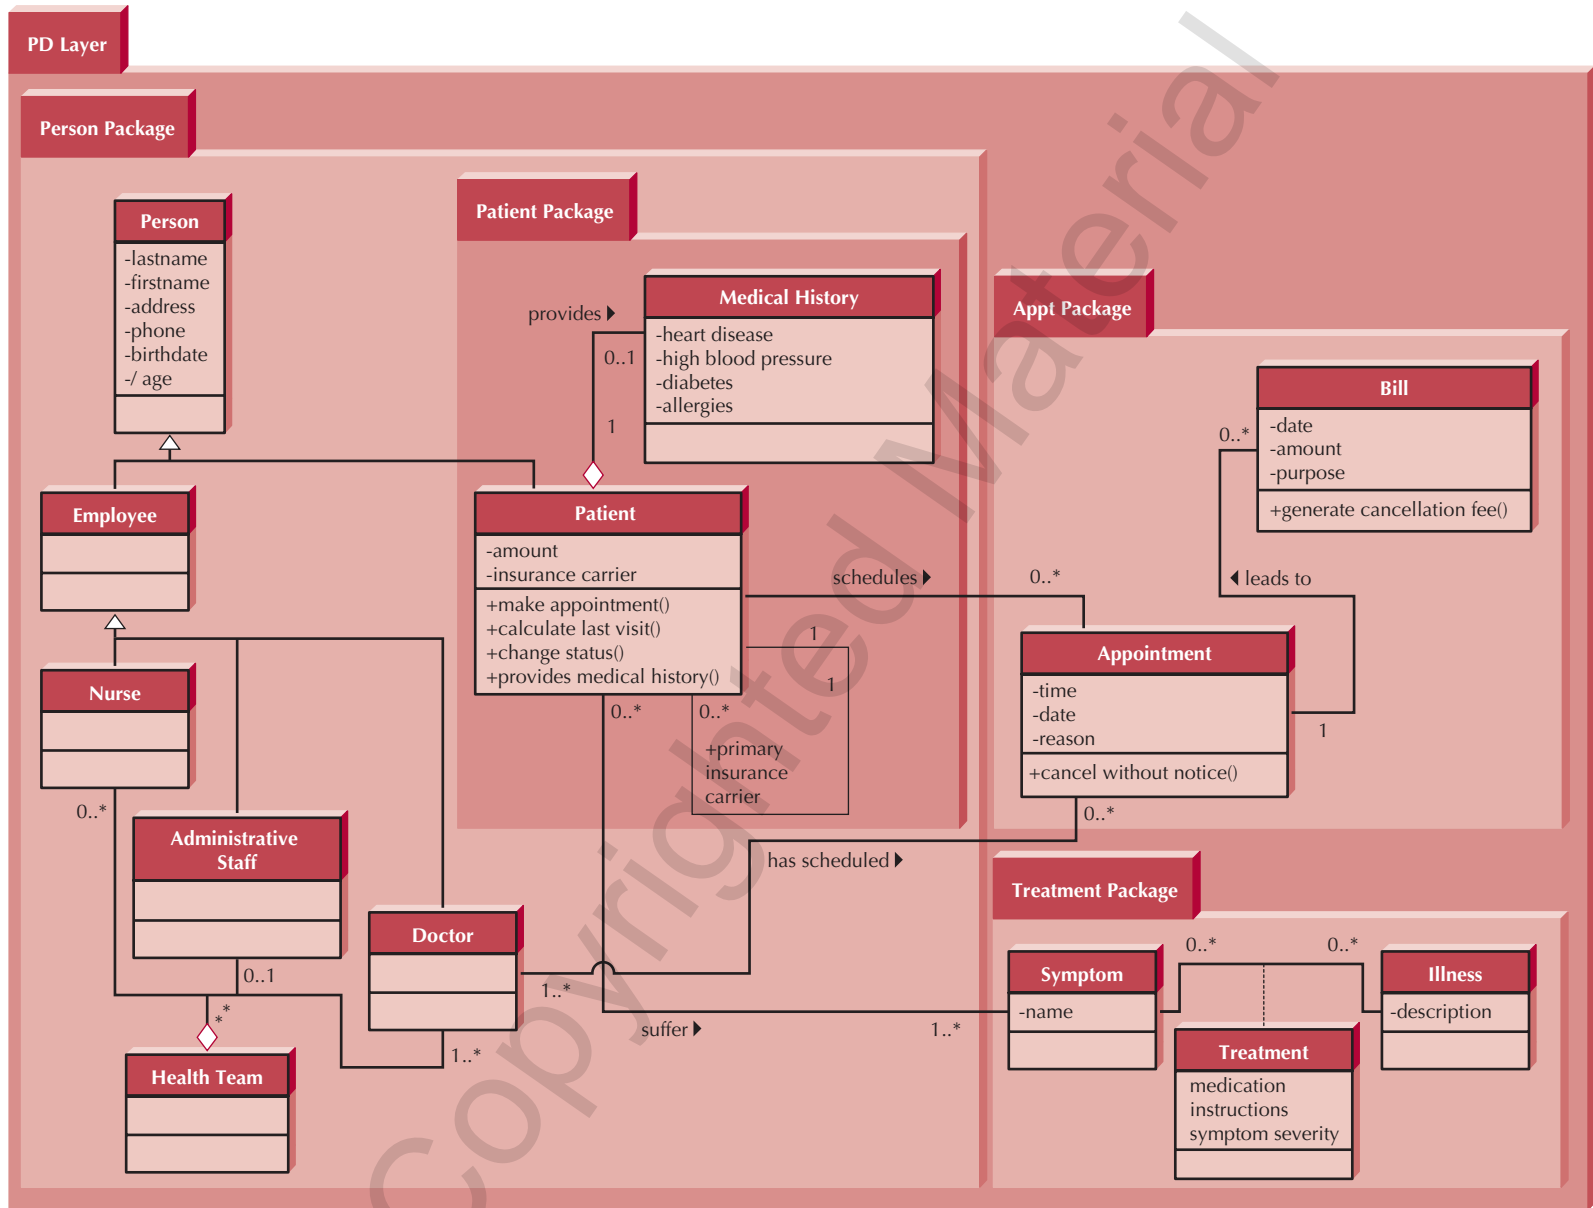 PD Layer
Person Package
Person
-lastname
-firstname
-address
-phone
-birthdate
-/ age
Patient Package
provides
0..1
1
Medical History
-heart disease
-high blood pressure
-diabetes
-allergies
Employee
Patient
-amount
-insurance carrier
+make appointment()
+calculate last visit()
+change status()
+provides medical history()
schedules
0..*
1
1
0..*
0..*
+primary
insurance
carrier
Nurse
0..*
Administrative
Staff
0..1
Doctor
1..*
1..*
*
*
Health Team
has scheduled
suffer
1..*
Appt Package
Bill
-date
-amount
-purpose
+generate cancellation fee()
0..*
leads to
Appointment
-time
-date
-reason
+cancel without notice()
1
0..*
Treatment Package
Symptom
-name
0..*
0..*
Illness
-description
Treatment
medication
instructions
symptom severity
Copyrighted Material